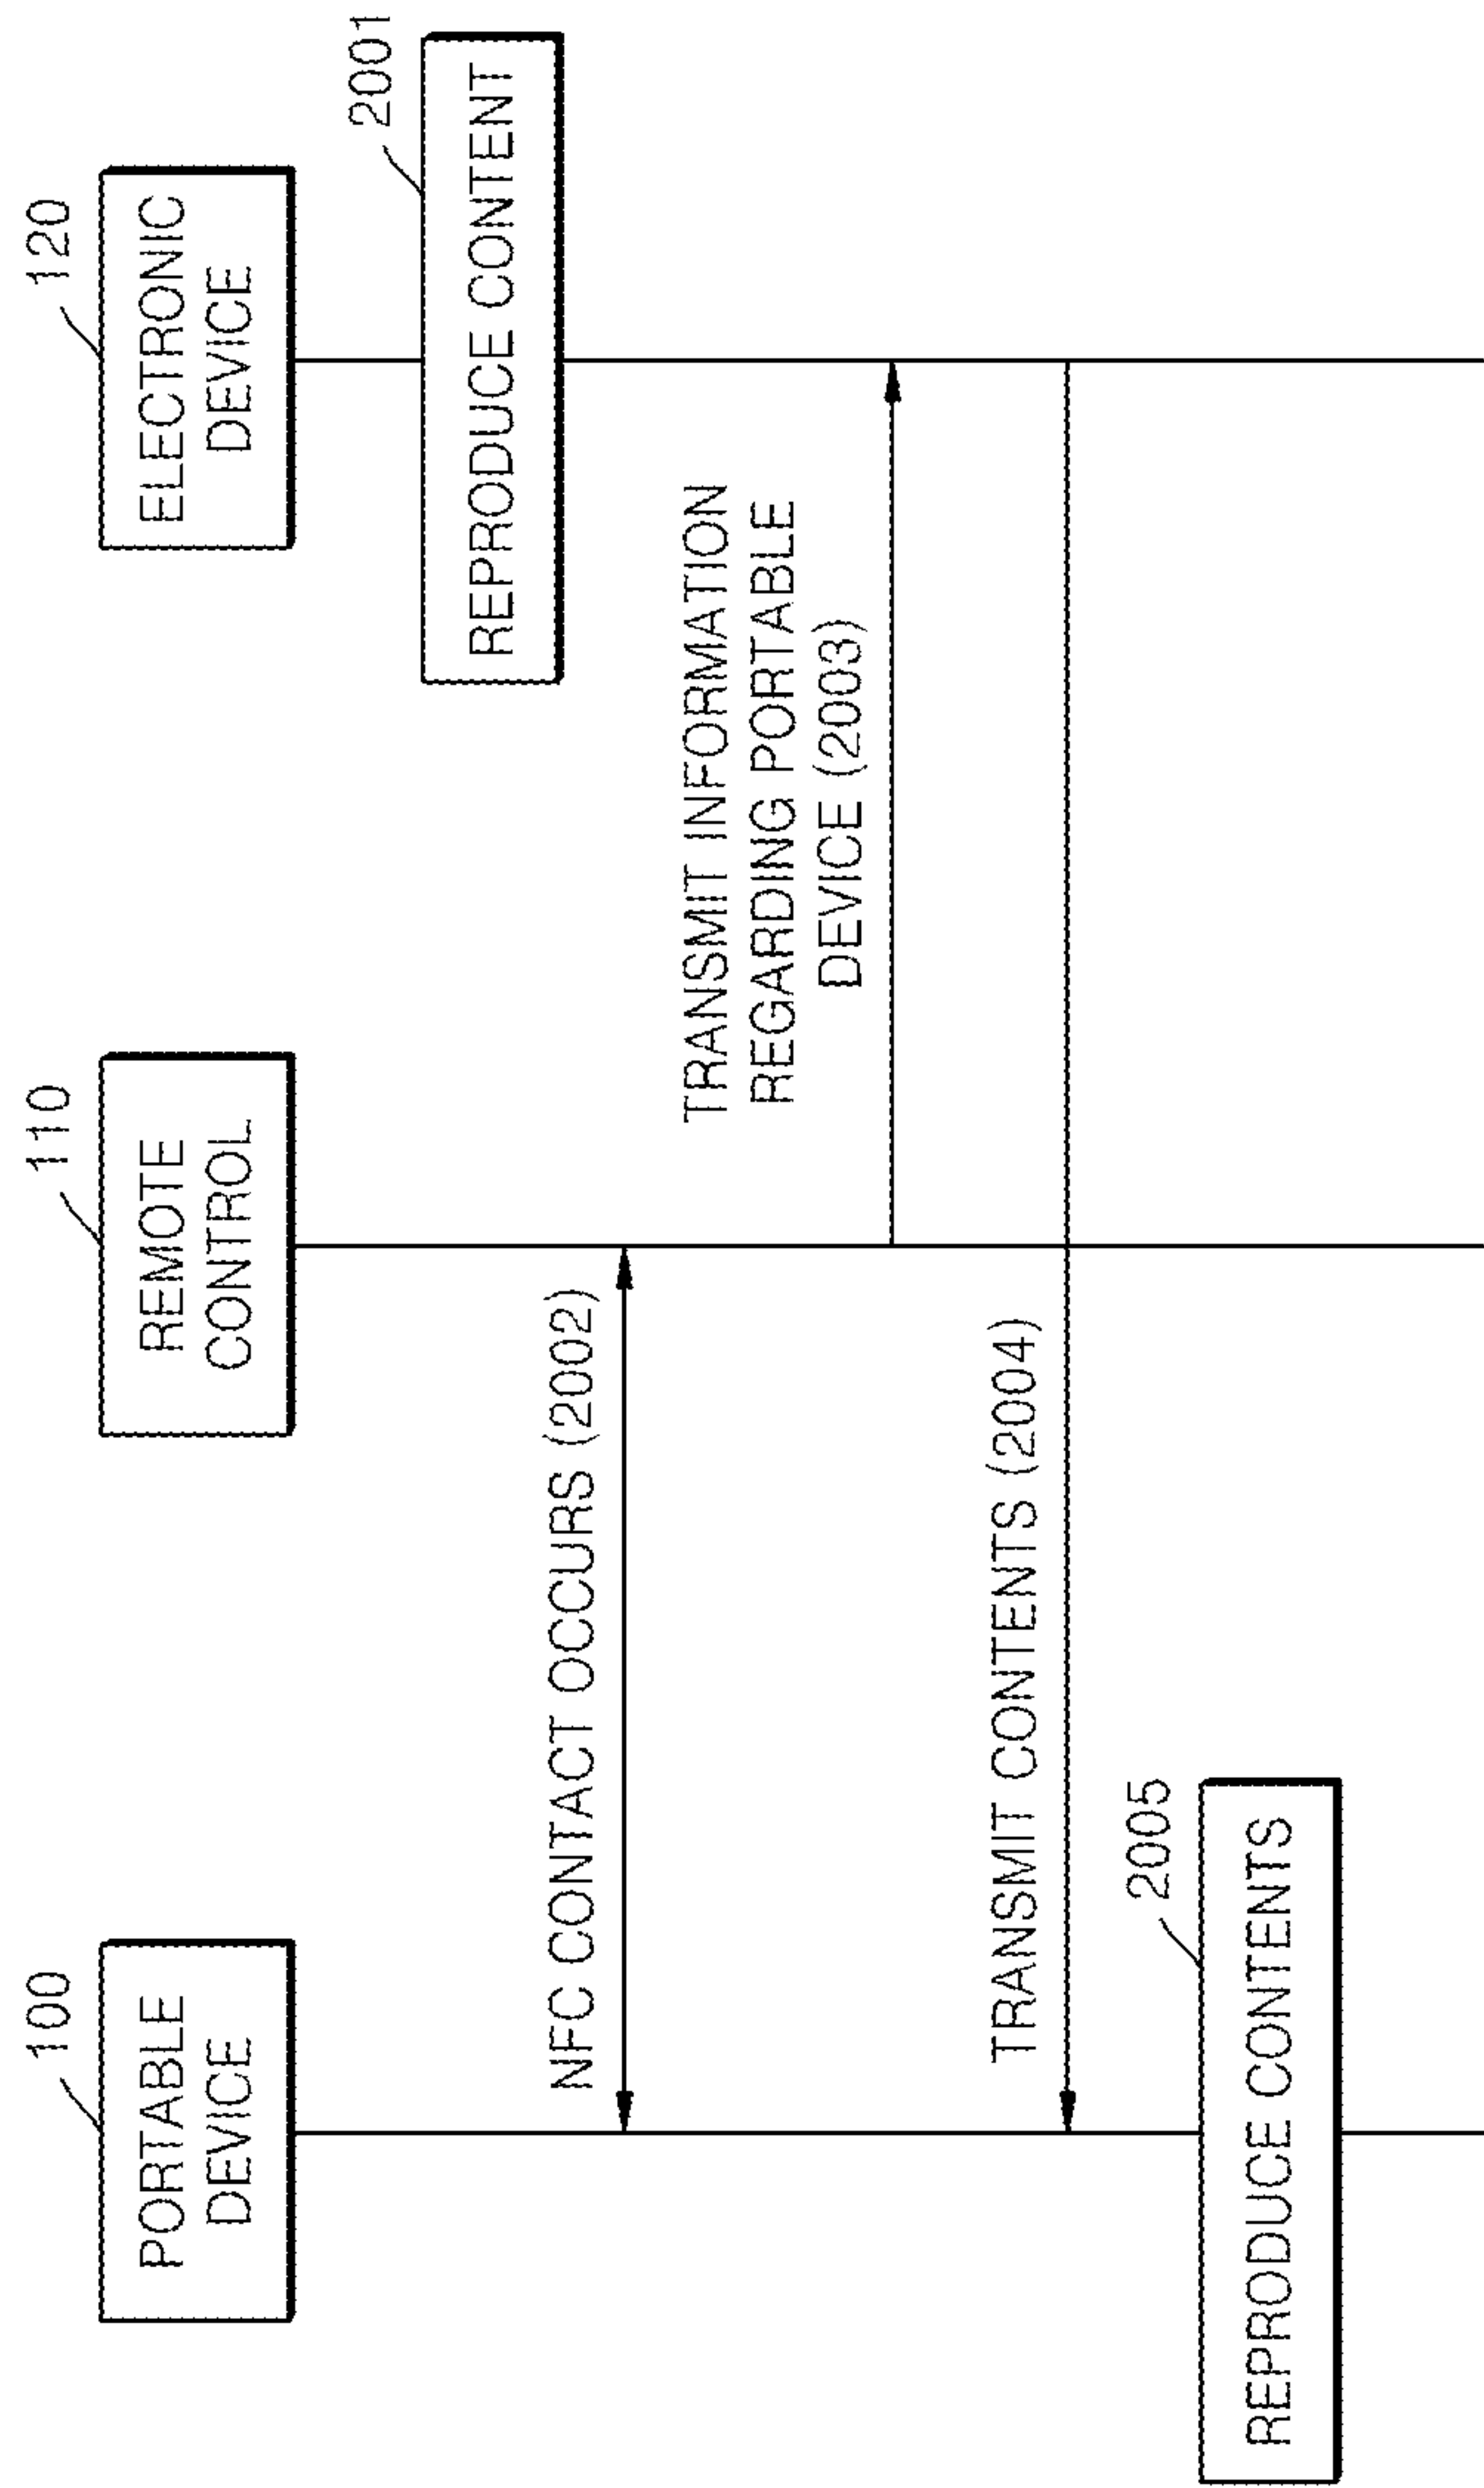 100
PORTABLE
DEVICE
110
REMOTE
CONTROL
120
ELECTRONIC
DEVICE
2001
REPRODUCE CONTENT
NFC CONTACT OCCURS (2002)
TRANSMIT INFORMATION
REGARDING PORTABLE
DEVICE (2003)
TRANSMIT CONTENTS (2004)
2005
REPRODUCE CONTENTS